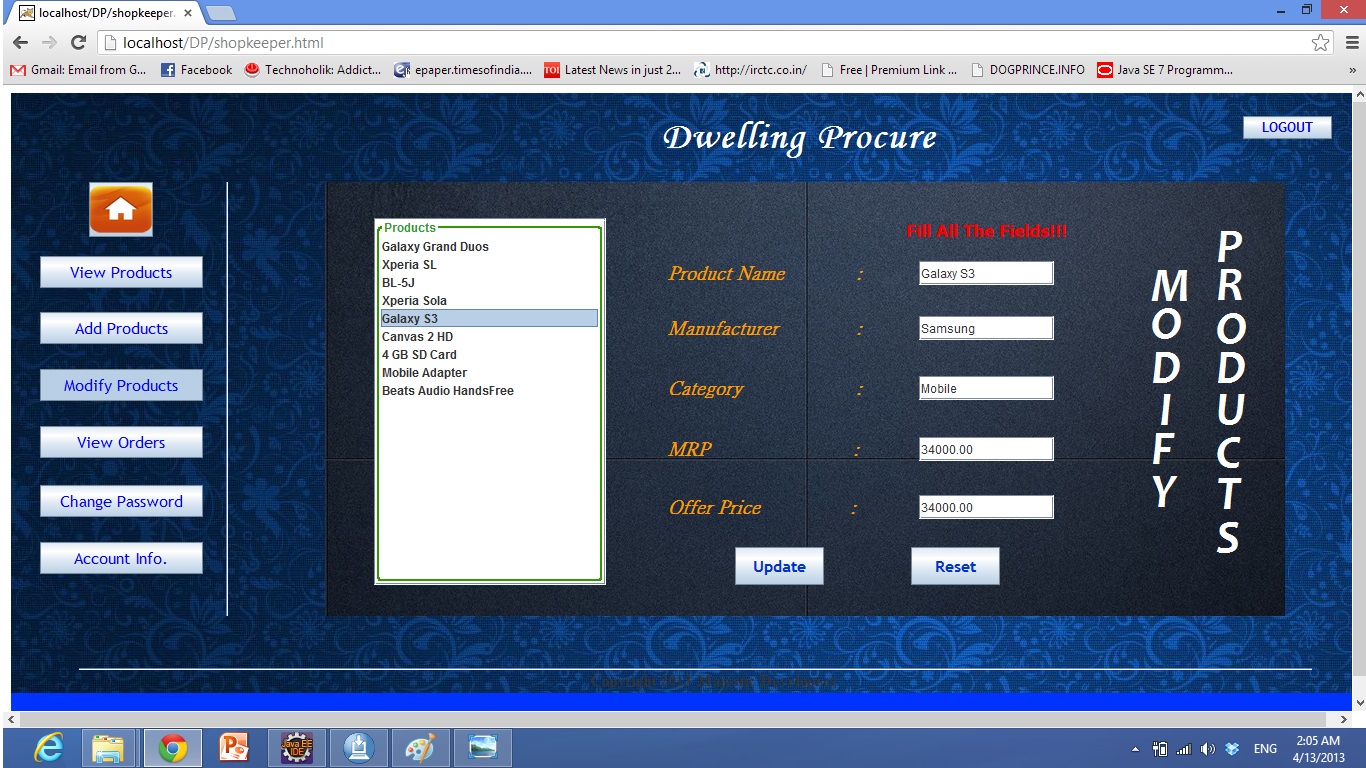 localhost/DP/shopkeeper.
localhost/DP/shopkeeper.html
Gmail: Email from G...
Facebook
Technoholik: Addict...
epaper.timesofindia....
TOI
Latest News in just 2...
http://irctc.co.in/
Free | Premium Link ...
DOGPRINCE.INFO
Java SE 7 Programm...
»
Dwelling Procure
LOGOUT
View Products
Add Products
Modify Products
View Orders
Change Password
Account Info.
Products
Galaxy Grand Duos
Xperia SL
BL-5J
Xperia Sola
Galaxy S3
Canvas 2 HD
4 GB SD Card
Mobile Adapter
Beats Audio HandsFree
Fill All The Fields!!!
Product Name : Galaxy S3
Manufacturer : Samsung
Category : Mobile
MRP : 34000.00
Offer Price : 34000.00
Update
Reset
MODIFY
PRODUCTS
Java EE
IDE
ENG
2:05 AM
4/13/2013